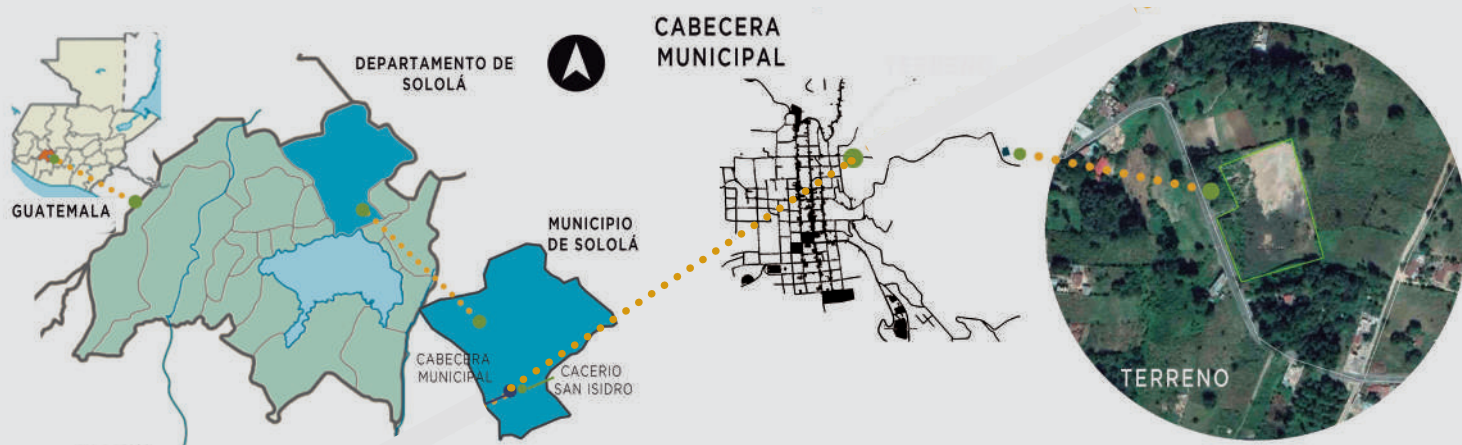 GUATEMALA
DEPARTAMENTO DE
SOLOLÁ
MUNICIPIO
DE SOLOLÁ
CABECERA
MUNICIPAL
CACERIO
SAN ISIDRO
CABECERA
MUNICIPAL
TERRENO